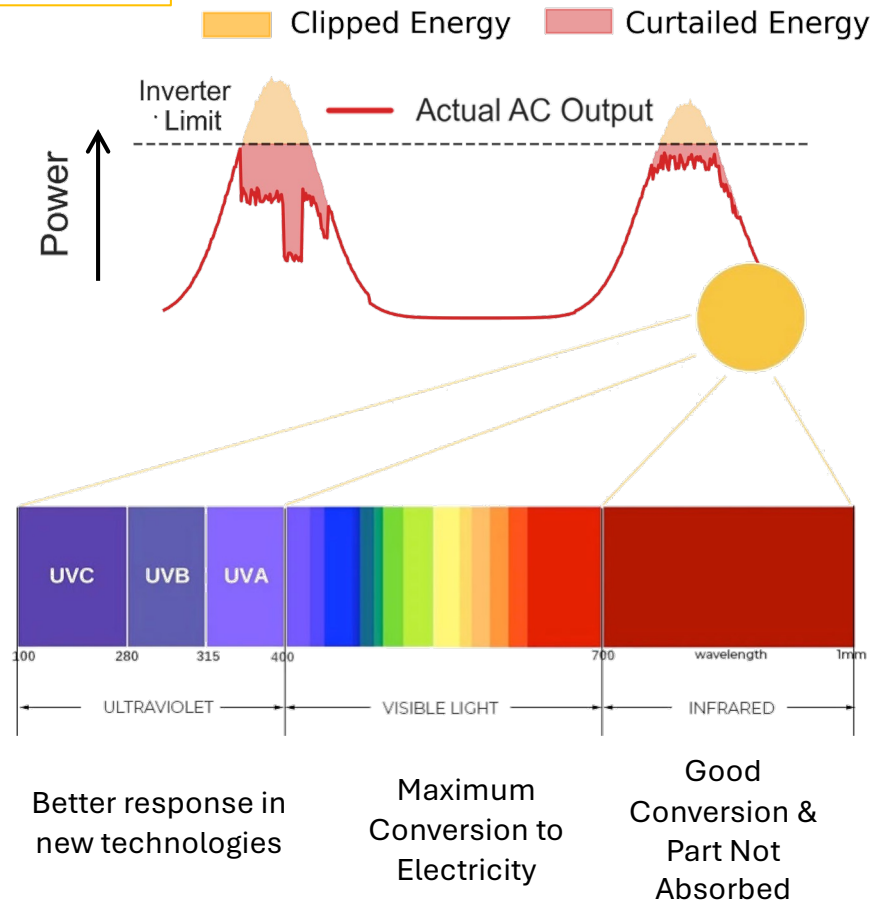 Clipped Energy
Curtailed Energy
Inverter
Limit
Actual AC Output
Power
UVC
UVB
UVA
100
280
315
400
700
wavelength
1mm
ULTRAVIOLET
VISIBLE LIGHT
INFRARED
Better response in
new technologies
Maximum
Conversion to
Electricity
Good
Conversion &
Part Not
Absorbed